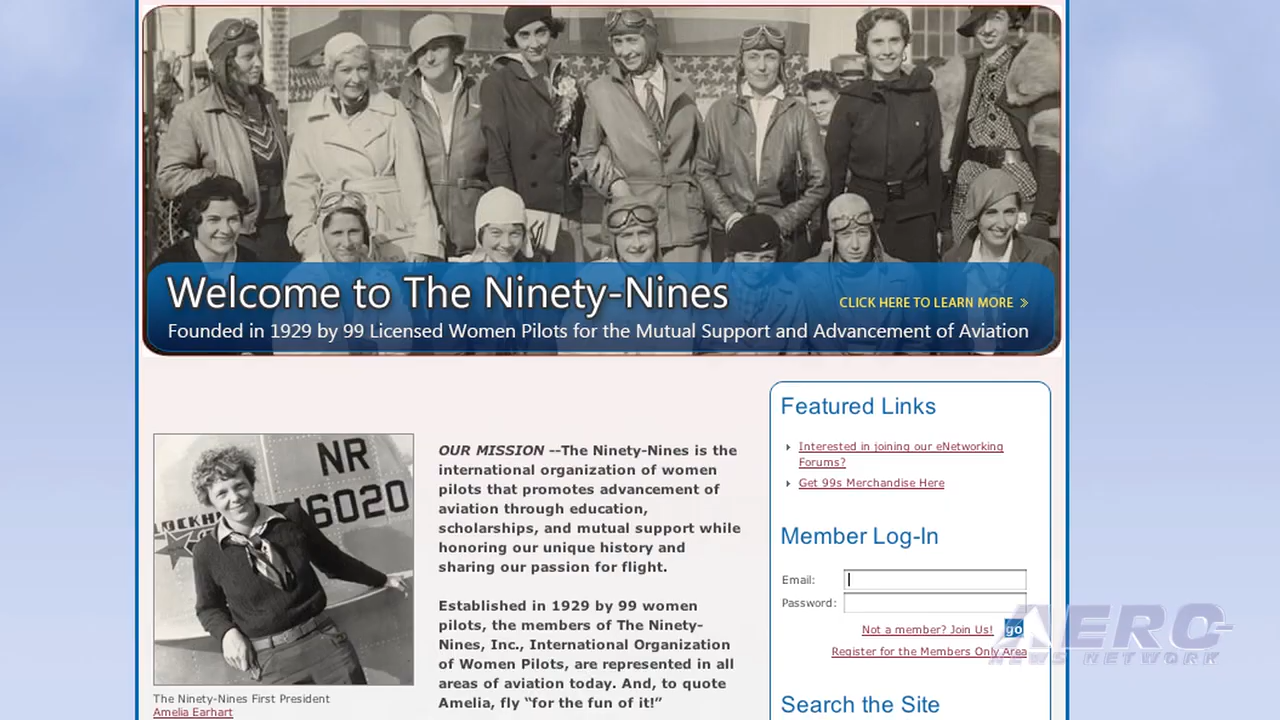 Welcome to The Ninety-Nines
CLICK HERE TO LEARN MORE »
Founded in 1929 by 99 Licensed Women Pilots for the Mutual Support and Advancement of Aviation
NR
16020
LOCKH
The Ninety-Nines First President
Amelia Earhart
OUR MISSION --The Ninety-Nines is the
international organization of women
pilots that promotes advancement of
aviation through education,
scholarships, and mutual support while
honoring our unique history and
sharing our passion for flight.
Established in 1929 by 99 women
pilots, the members of The Ninety-
Nines, Inc., International Organization
of Women Pilots, are represented in all
areas of aviation today. And, to quote
Amelia, fly “for the fun of it!”
Featured Links
Interested in joining our eNetworking
Forums?
Get 99s Merchandise Here
Member Log-In
Email:
Password:
Not a member? Join Us! go
Register for the Members Only Area
Search the Site
AERO
NEWS NETWORK